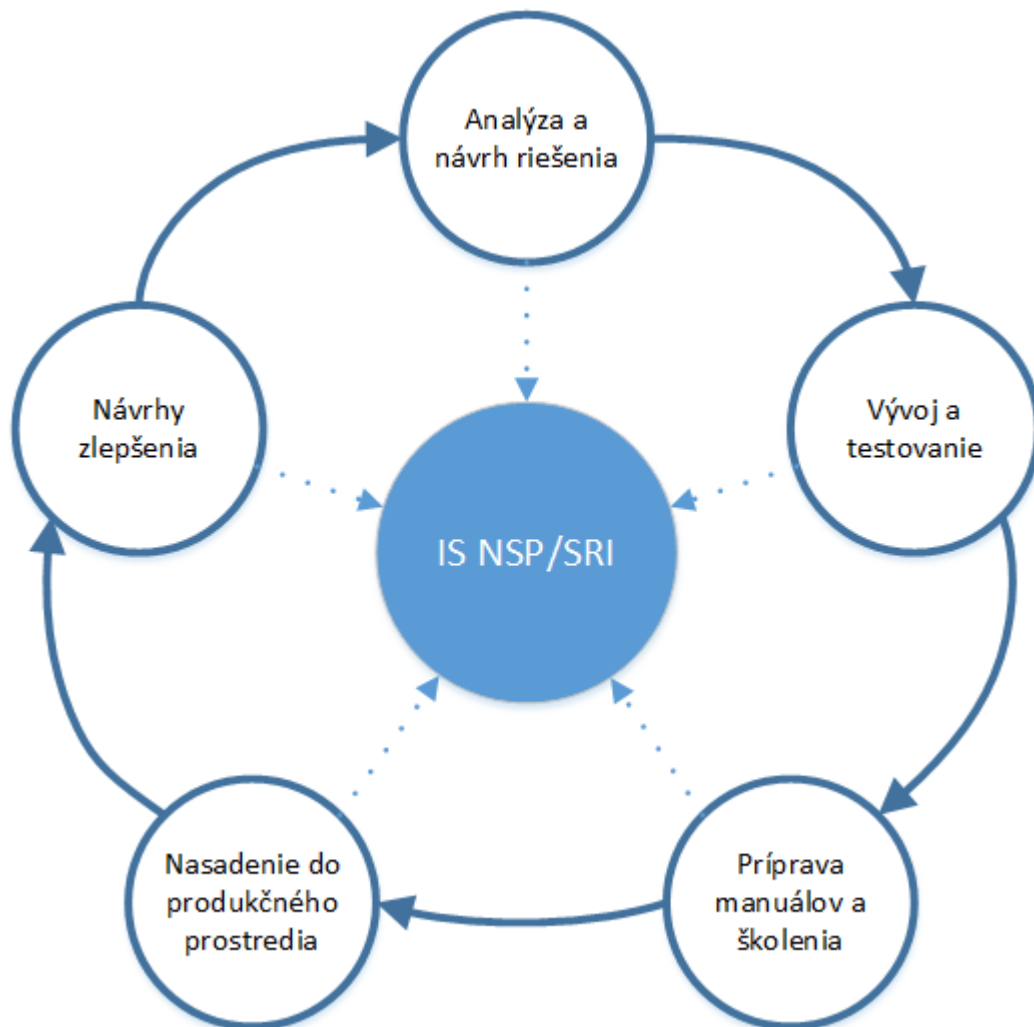 Analýza a
návrh riešenia
Vývoj a
testovanie
Príprava
manuálov a
školenia
Nasadenie do
produkčného
prostredia
Návrhy
zlepšenia
IS NSP/SRI